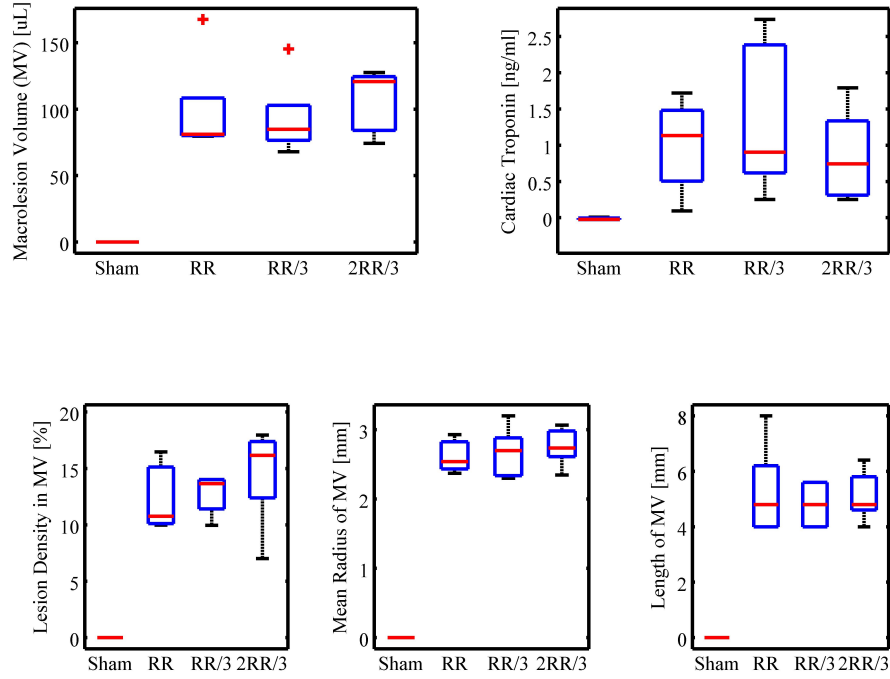 Macrolesion Volume (MV) [uL]
150
100
50
0
Sham RR RR/3 2RR/3
Cardiac Troponin [ng/ml]
2.5
2
1.5
1
0.5
0
Sham RR RR/3 2RR/3
Lesion Density in MV [%]
20
15
10
5
0
Sham RR RR/3 2RR/3
Mean Radius of MV [mm]
3
2
1
0
Sham RR RR/3 2RR/3
Length of MV [mm]
8
6
4
2
0
Sham RR RR/3 2RR/3